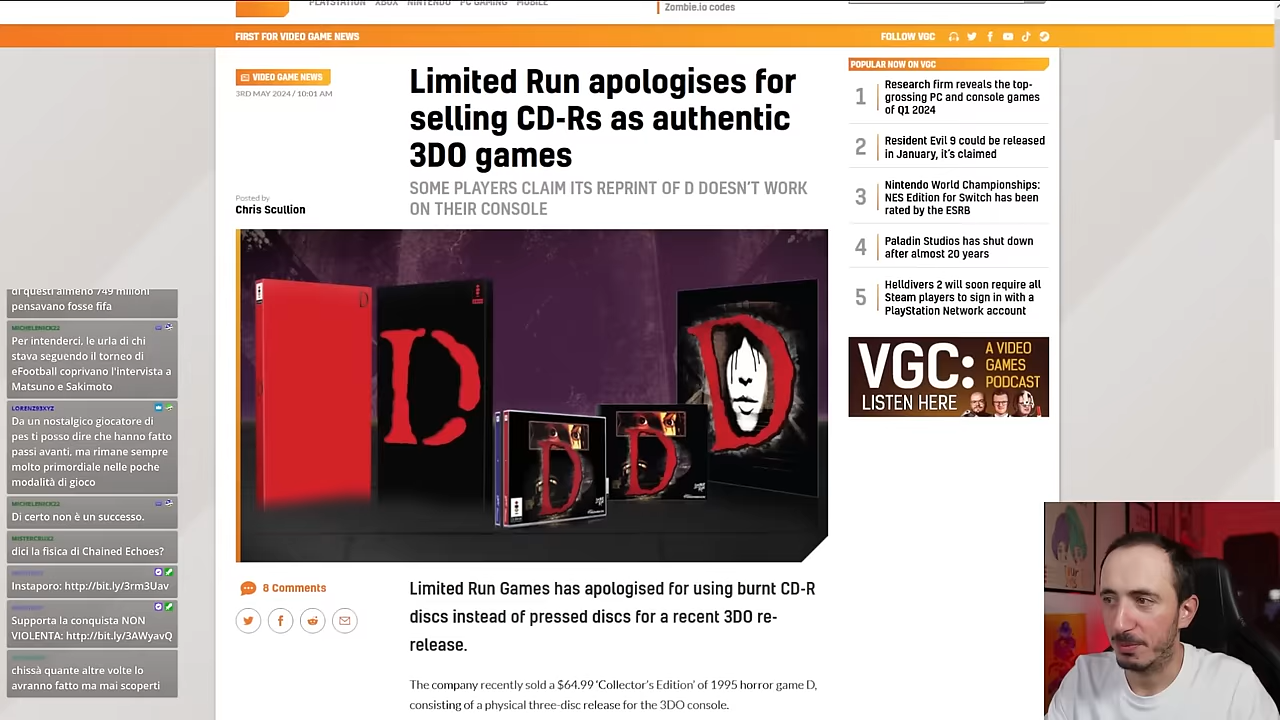 PLAYSTATION XBOX NINTENDO PC GAMING MOBILE
Zombie.io codes
FIRST FOR VIDEO GAME NEWS
FOLLOW VGC
VIDEO GAME NEWS
3RD MAY 2024 / 10:01 AM
Limited Run apologises for
selling CD-Rs as authentic
3DO games
SOME PLAYERS CLAIM ITS REPRINT OF D DOESN'T WORK
ON THEIR CONSOLE
Posted by
Chris Scullion
D
D
D
D
D
8 Comments
Limited Run Games has apologised for using burnt CD-R
discs instead of pressed discs for a recent 3DO re-
release.
The company recently sold a $64.99 'Collector's Edition' of 1995 horror game D,
consisting of a physical three-disc release for the 3DO console.
POPULAR NOW ON VGC
1
Research firm reveals the top-
grossing PC and console games
of Q1 2024
2
Resident Evil 9 could be released
in January, it's claimed
3
Nintendo World Championships:
NES Edition for Switch has been
rated by the ESRB
4
Paladin Studios has shut down
after almost 20 years
5
Helldivers 2 will soon require all
Steam players to sign in with a
PlayStation Network account
VGC:
A VIDEO
GAMES
PODCAST
LISTEN HERE
di questi almeno 749 milioni
pensavano fosse fifa
Per intenderci, le urla di chi
stava seguendo il torneo di
eFootball coprivano l'intervista a
Matsuno e Sakimoto
Da un nostalgico giocatore di
pes ti posso dire che hanno fatto
passi avanti, ma rimane sempre
molto primordiale nelle poche
modalità di gioco
Di certo non è un successo.
dici la fisica di Chained Echoes?
Instaporo: http://bit.ly/3rm3Uav
Supporta la conquista NON
VIOLENTA: http://bit.ly/3AWyavQ
chissà quante altre volte lo
avranno fatto ma mai scoperti